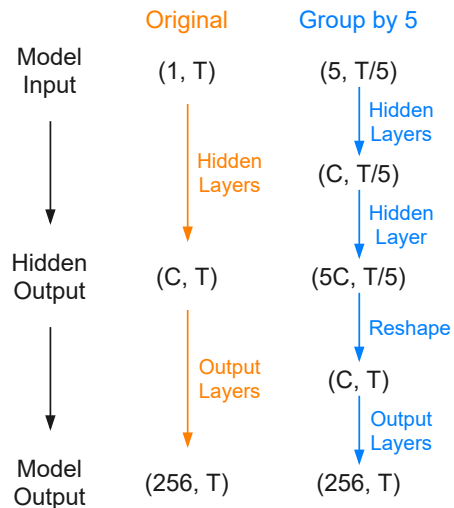 Original
Group by 5
Model
Input
(1, T)
(5, T/5)
Hidden
Layers
Hidden
Layers
(C, T/5)
Hidden
Layer
Hidden
Output
(C, T)
(5C, T/5)
Reshape
Output
Layers
(C, T)
Output
Layers
Model
Output
(256, T)
(256, T)